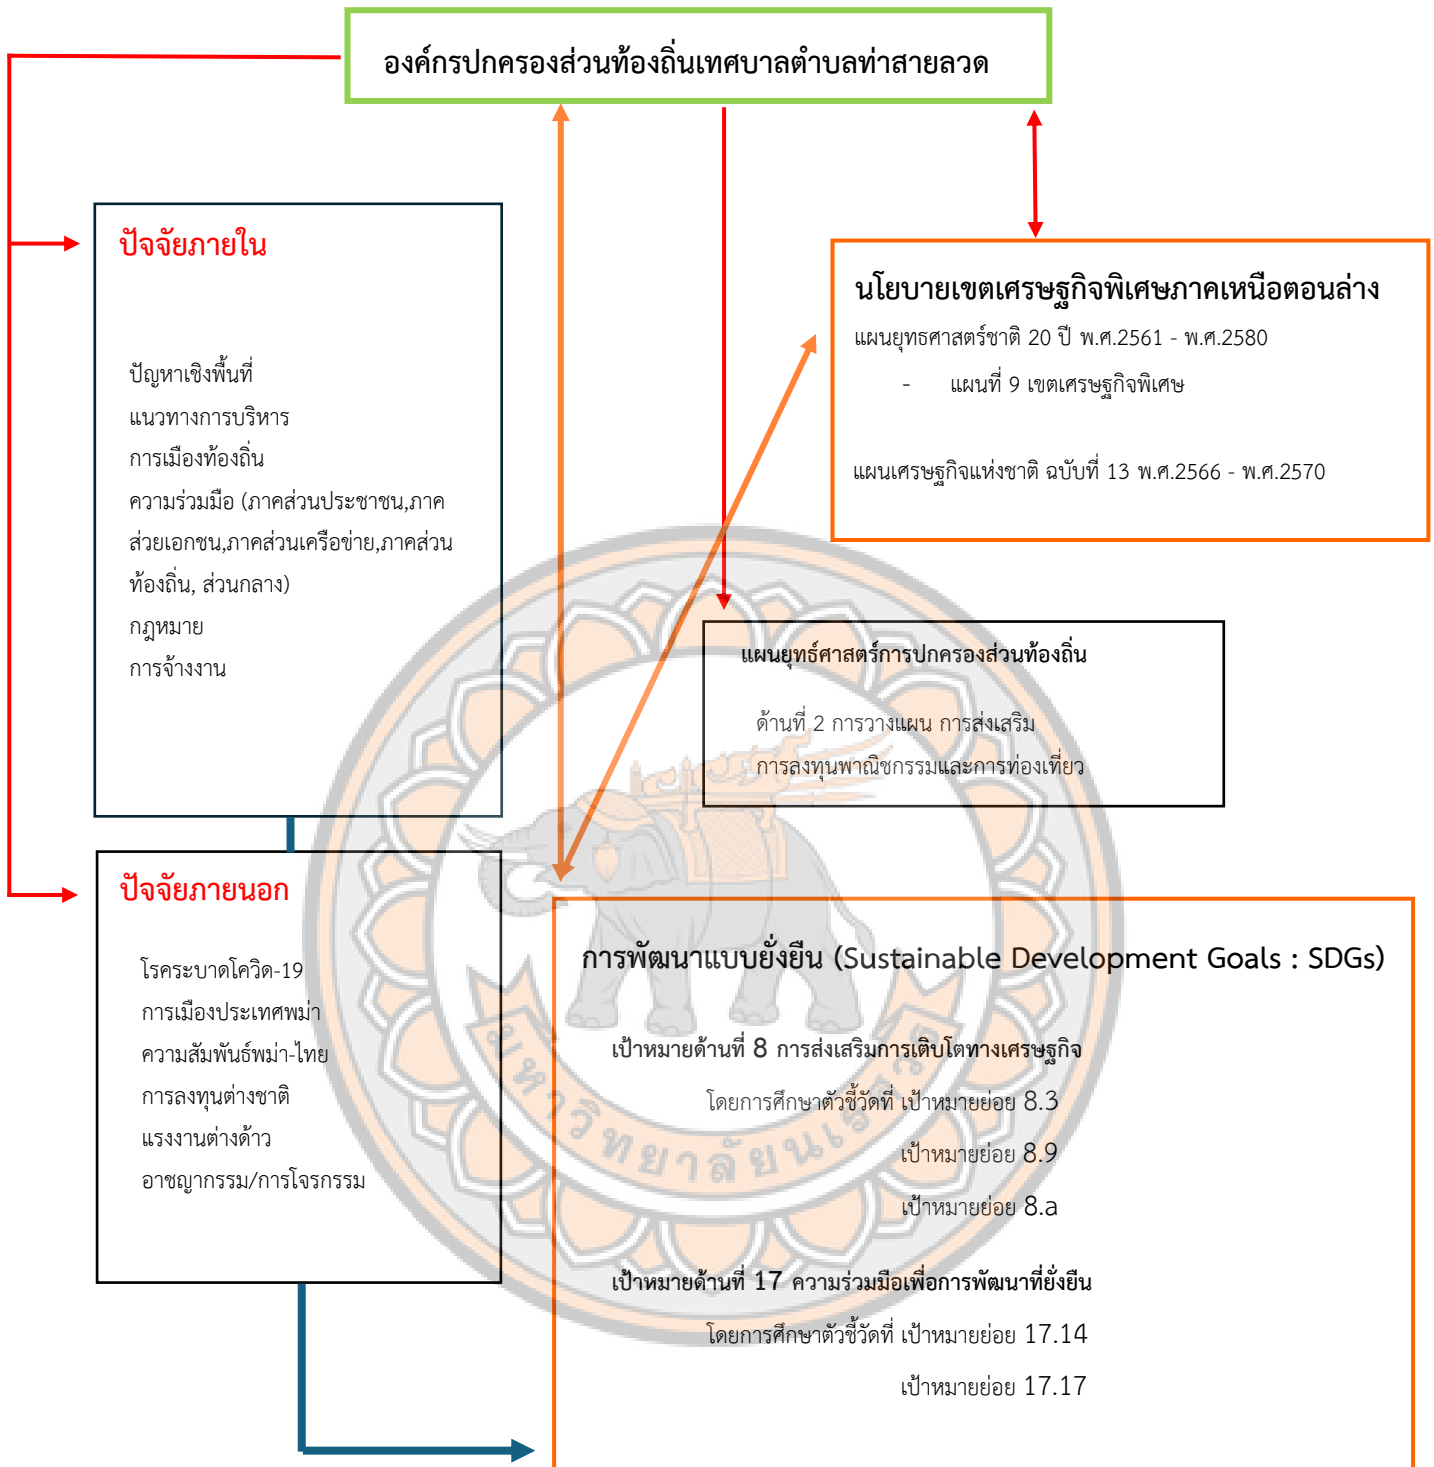 องค์กรปกครองส่วนท้องถิ่นเทศบาลตำบลท่าสายลวด
ปัจจัยภายใน
ปัญหาเชิงพื้นที่
แนวทางการบริหาร
การเมืองท้องถิ่น
ความร่วมมือ (ภาคส่วนประชาชน,ภาค
ส่วยเอกชน,ภาคส่วนเครือข่าย,ภาคส่วน
ท้องถิ่น, ส่วนกลาง)
กฎหมาย
การจ้างงาน
นโยบายเขตเศรษฐกิจพิเศษภาคเหนือตอนล่าง
แผนยุทธศาสตร์ชาติ 20 ปี พ.ศ.2561 - พ.ศ.2580
- แผนที่ 9 เขตเศรษฐกิจพิเศษ
แผนเศรษฐกิจแห่งชาติ ฉบับที่ 13 พ.ศ.2566 - พ.ศ.2570
แผนยุทธ์ศาสตร์การปกครองส่วนท้องถิ่น
ด้านที่ 2 การวางแผน การส่งเสริม
การลงทุนพาณิชกรรมและการท่องเที่ยว
ปัจจัยภายนอก
โรคระบาดโควิด-19
การเมืองประเทศพม่า
ความสัมพันธ์พม่า-ไทย
การลงทุนต่างชาติ
แรงงานต่างด้าว
อาชญากรรม/การโจรกรรม
การพัฒนาแบบยั่งยืน (Sustainable Development Goals : SDGs)
เป้าหมายด้านที่ 8 การส่งเสริมการเติบโตทางเศรษฐกิจ
โดยการศึกษาตัวชี้วัดที่ เป้าหมายย่อย 8.3
เป้าหมายย่อย 8.9
เป้าหมายย่อย 8.a
เป้าหมายด้านที่ 17 ความร่วมมือเพื่อการพัฒนาที่ยั่งยืน
โดยการศึกษาตัวชี้วัดที่ เป้าหมายย่อย 17.14
เป้าหมายย่อย 17.17
มหาวิทยาลัยนเรศวร